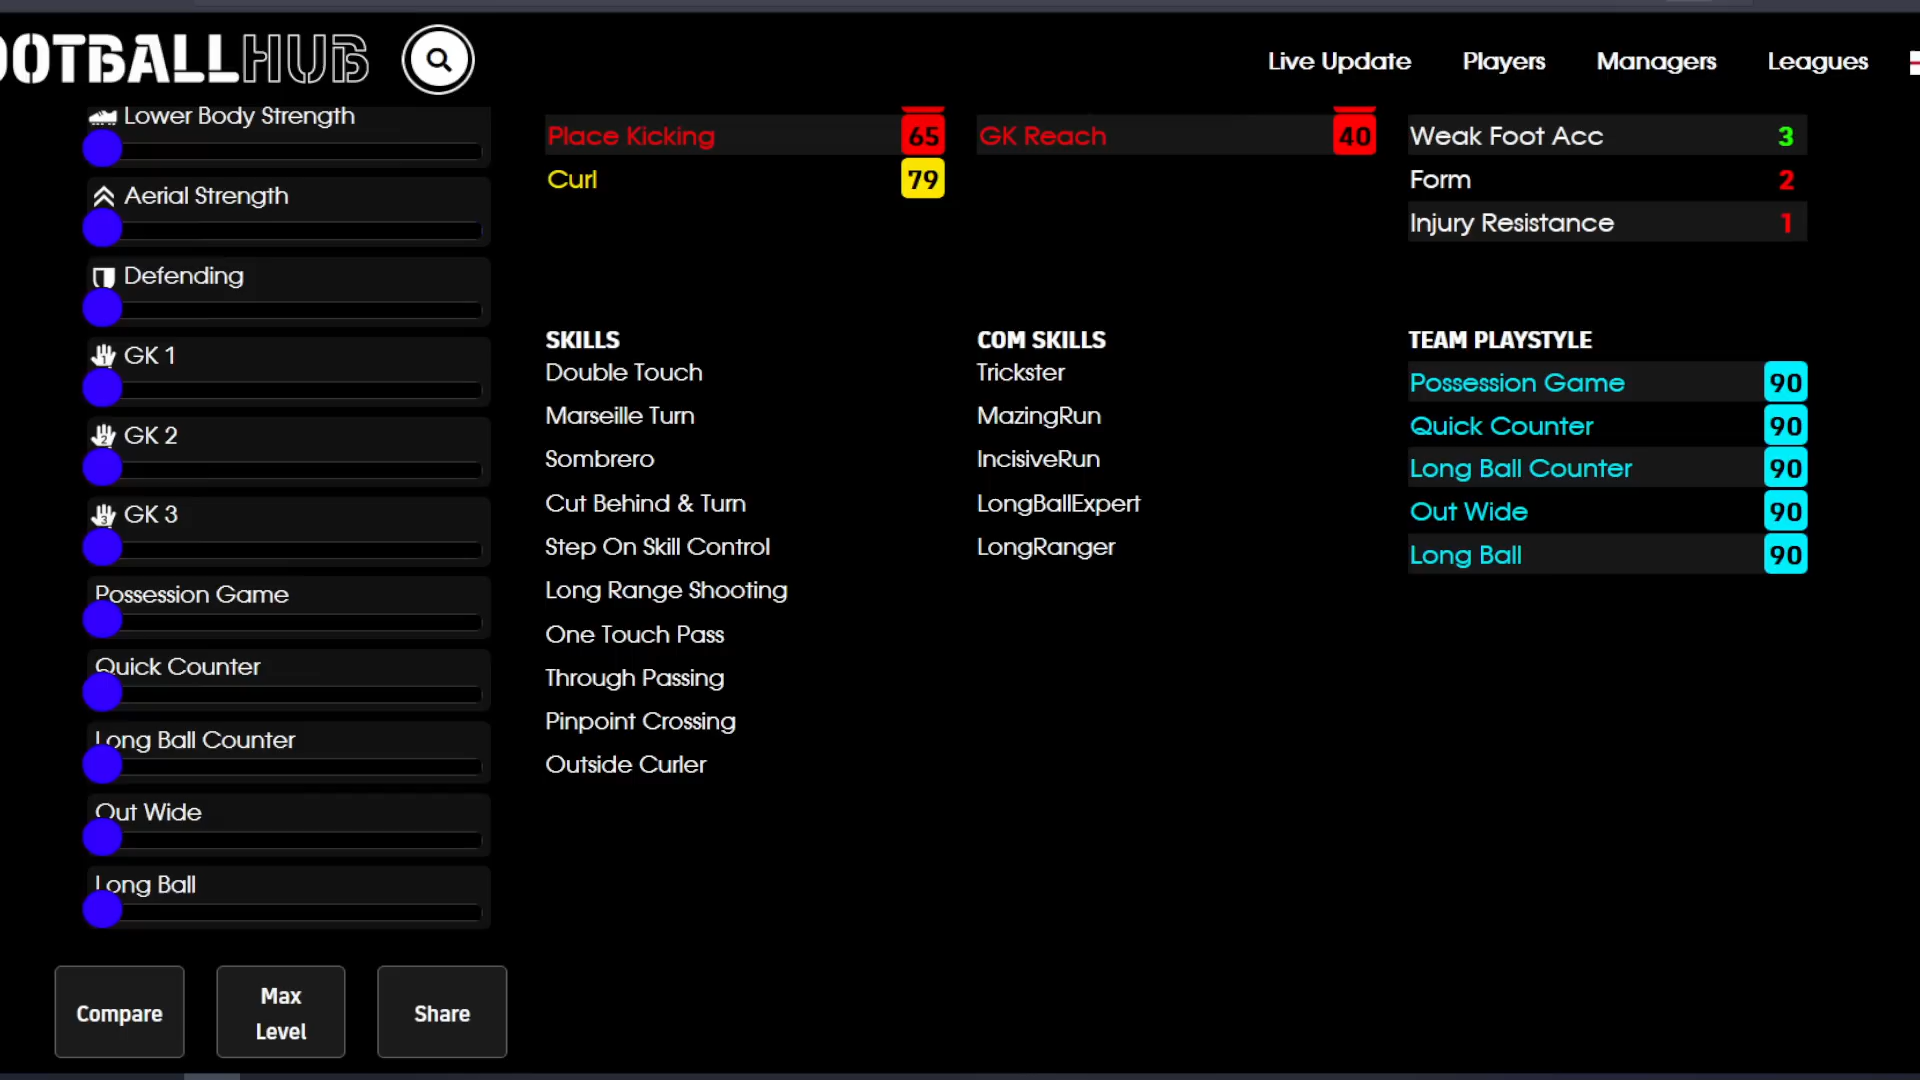 OOTBALLHUB
Live Update
Players
Managers
Leagues
Lower Body Strength
Aerial Strength
Defending
GK 1
GK 2
GK 3
Possession Game
Quick Counter
Long Ball Counter
Out Wide
Long Ball
Compare
Max
Level
Share
Place Kicking 65
Curl 79
GK Reach 40
Weak Foot Acc 3
Form 2
Injury Resistance 1
SKILLS
Double Touch
Marseille Turn
Sombrero
Cut Behind & Turn
Step On Skill Control
Long Range Shooting
One Touch Pass
Through Passing
Pinpoint Crossing
Outside Curler
COM SKILLS
Trickster
MazingRun
IncisiveRun
LongBallExpert
LongRanger
TEAM PLAYSTYLE
Possession Game 90
Quick Counter 90
Long Ball Counter 90
Out Wide 90
Long Ball 90